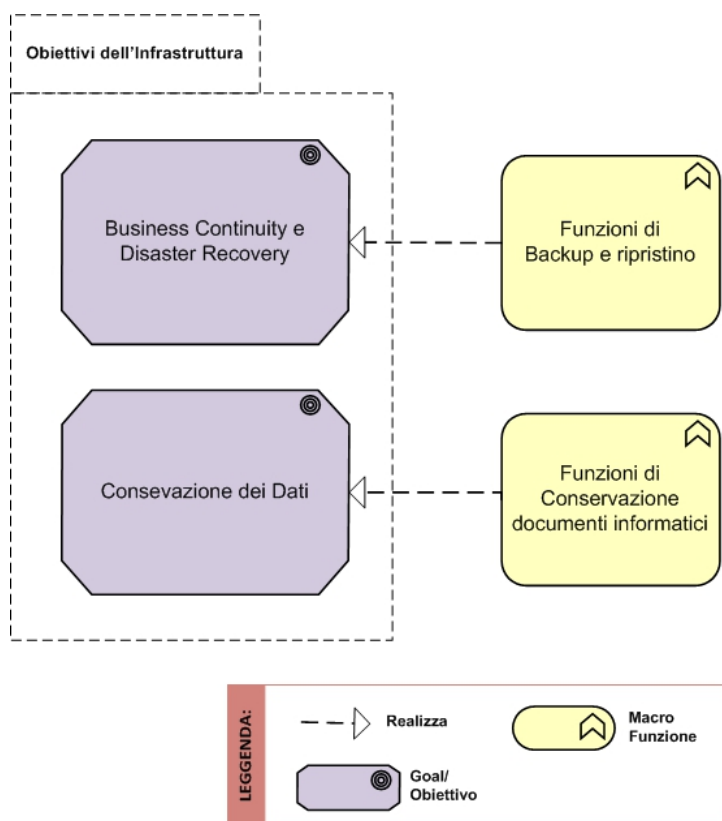 Obiettivi dell'Infrastruttura
Business Continuity e
Disaster Recovery
Funzioni di
Backup e ripristino
Consevazione dei Dati
Funzioni di
Conservazione
documenti informatici
LEGGENDA:
Realizza
Macro
Funzione
Goal/
Obiettivo